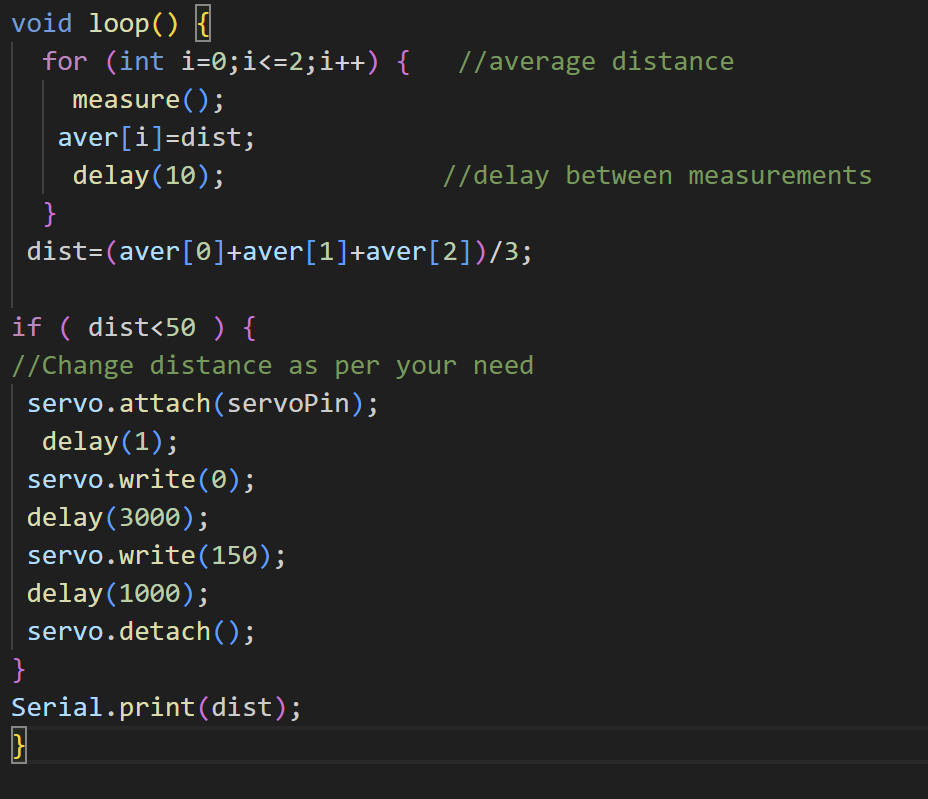 void loop() {
  for (int i=0;i<=2;i++) {   //average distance
    measure();
   aver[i]=dist;
    delay(10);              //delay between measurements
  }
 dist=(aver[0]+aver[1]+aver[2])/3;

if ( dist<50 ) {
//Change distance as per your need
 servo.attach(servoPin);
  delay(1);
 servo.write(0);
 delay(3000);
 servo.write(150);
 delay(1000);
 servo.detach();
}
Serial.print(dist);
}